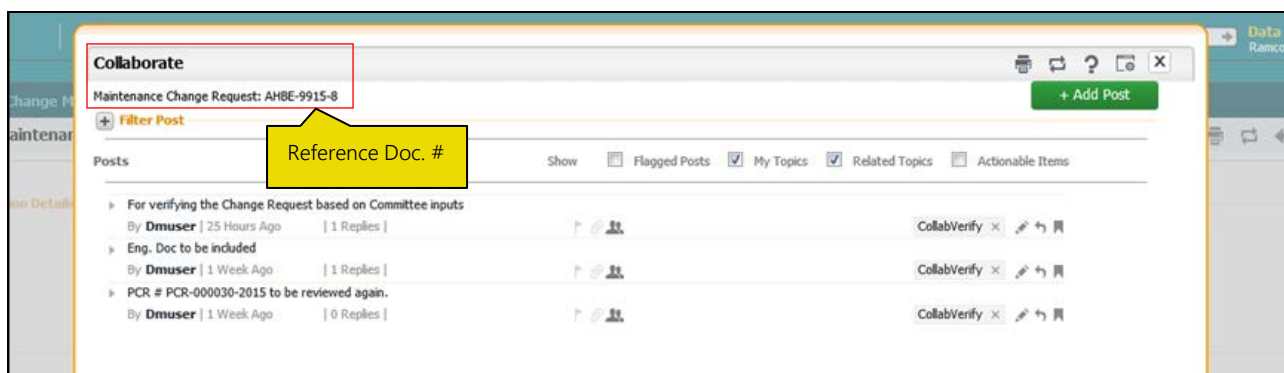 Data
Ramco
Collaborate
Change M
Maintenance Change Request: AHBE-9915-8
+ Add Post
Filter Post
aintenan
Reference Doc. #
Posts
Show
Flagged Posts
My Topics
Related Topics
Actionable Items
on Details
For verifying the Change Request based on Committee inputs
By Dmuser | 25 Hours Ago | 1 Replies |
CollabVerify ×
Eng. Doc to be included
By Dmuser | 1 Week Ago | 1 Replies |
CollabVerify ×
PCR # PCR-000030-2015 to be reviewed again.
By Dmuser | 1 Week Ago | 0 Replies |
CollabVerify ×